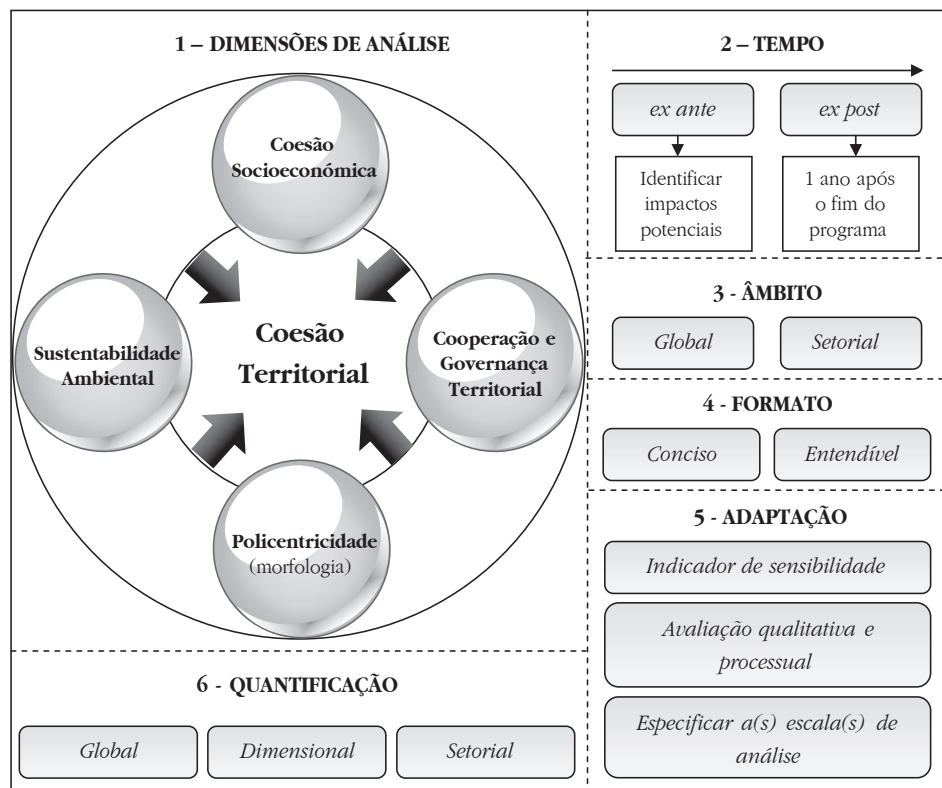 1 – DIMENSÕES DE ANÁLISE
Coesão
Socioeconómica
Sustentabilidade
Ambiental
Coesão
Territorial
Cooperação e
Governança
Territorial
Policentricidade
(morfologia)
2 – TEMPO
ex ante
ex post
Identificar
impactos
potenciais
1 ano após
o fim do
programa
3 - ÂMBITO
Global
Setorial
4 - FORMATO
Conciso
Entendível
5 - ADAPTAÇÃO
Indicador de sensibilidade
Avaliação qualitativa e
processual
Especificar a(s) escala(s) de
análise
6 - QUANTIFICAÇÃO
Global
Dimensional
Setorial